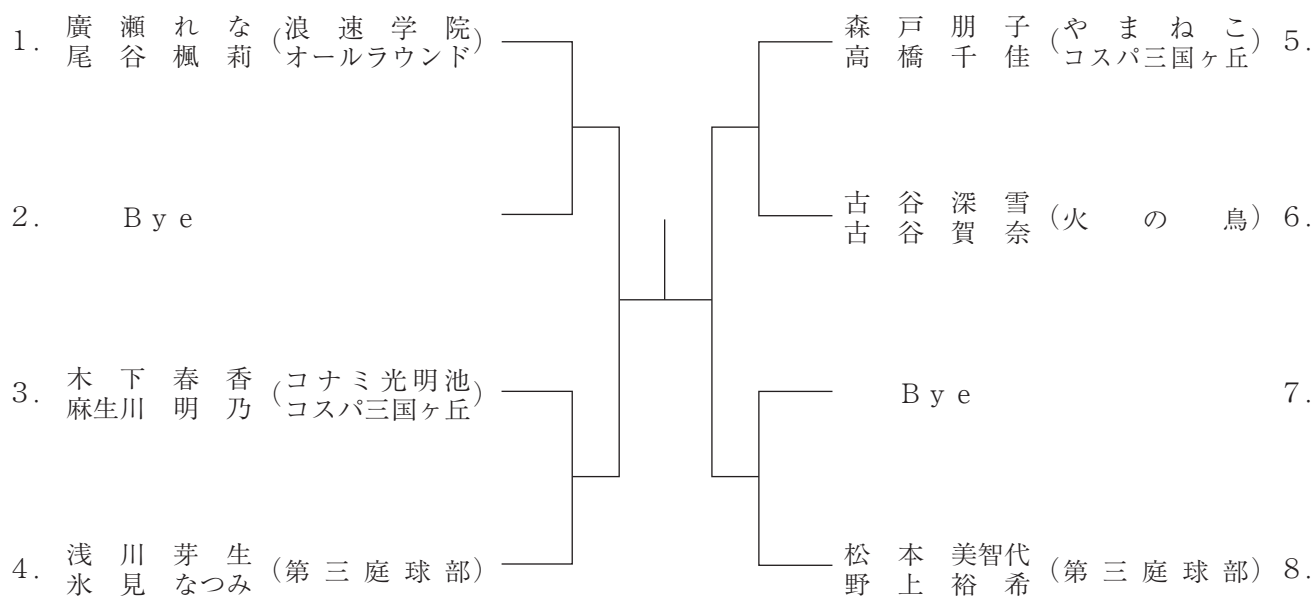 1. 廣瀬れな (浪速学院
尾谷楓莉 オールラウンド)
2. Bye
3. 木下春香 (コナミ光明池
麻生川明乃 コスパ三国ヶ丘)
4. 浅川芽生 (第三庭球部)
氷見なつみ
森戸朋子 (やまねこ 5.
高橋千佳 コスパ三国ヶ丘)
古谷深雪 (火の鳥) 6.
古谷賀奈
Bye 7.
松本美智代 (第三庭球部) 8.
野上裕希